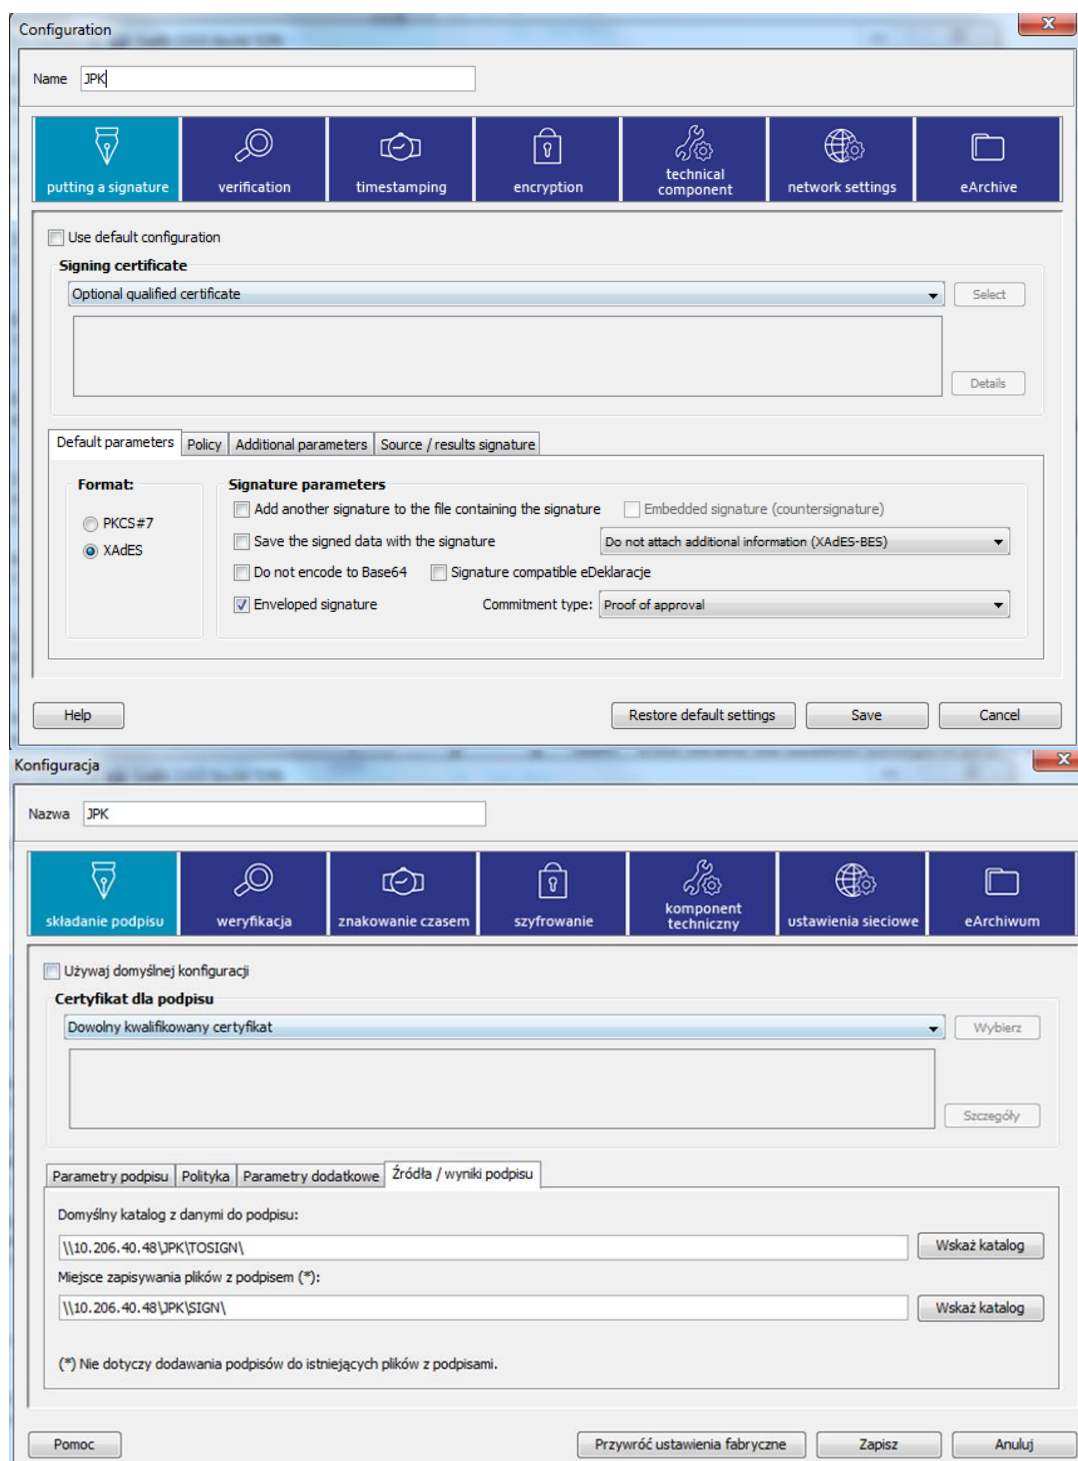 Configuration
Name JPK
putting a signature verification timestamping encryption technical component network settings eArchive
Use default configuration
Signing certificate
Optional qualified certificate Select
Details
Default parameters Policy Additional parameters Source / results signature
Format: Signature parameters
Add another signature to the file containing the signature Embedded signature (countersignature)
PKCS#7
Save the signed data with the signature Do not attach additional information (XAdES-BES)
XAdES
Do not encode to Base64 Signature compatible eDeklaracje
Enveloped signature Commitment type: Proof of approval
Help Restore default settings Save Cancel
Konfiguracja
Nazwa JPK
składanie podpisu weryfikacja znakowanie czasem szyfrowanie komponent techniczny ustawienia sieciowe eArchiwum
Używaj domyślnej konfiguracji
Certyfikat dla podpisu
Dowolny kwalifikowany certyfikat Wybierz
Szczegóły
Parametry podpisu Polityka Parametry dodatkowe Źródła / wyniki podpisu
Domyślny katalog z danymi do podpisu:
\\10.206.40.48\JPK\TOSIGN\ Wskaż katalog
Miejsce zapisywania plików z podpisem (*):
\\10.206.40.48\JPK\SIGN\ Wskaż katalog
(*) Nie dotyczy dodawania podpisów do istniejących plików z podpisami.
Pomoc Przywróć ustawienia fabryczne Zapisz Anuluj